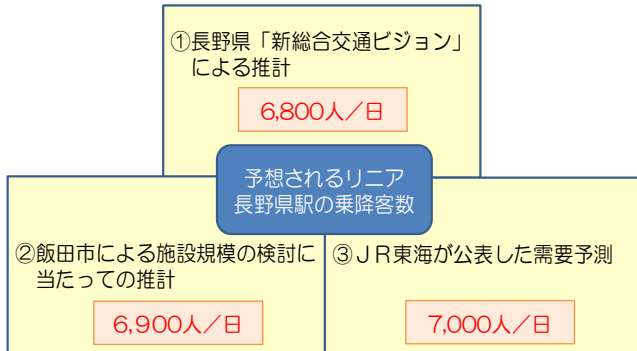 ①長野県「新総合交通ビジョン」
による推計
6,800人／日
予想されるリニア
長野県駅の乗降客数
②飯田市による施設規模の検討に
当たっての推計
6,900人／日
③ＪＲ東海が公表した需要予測
7,000人／日